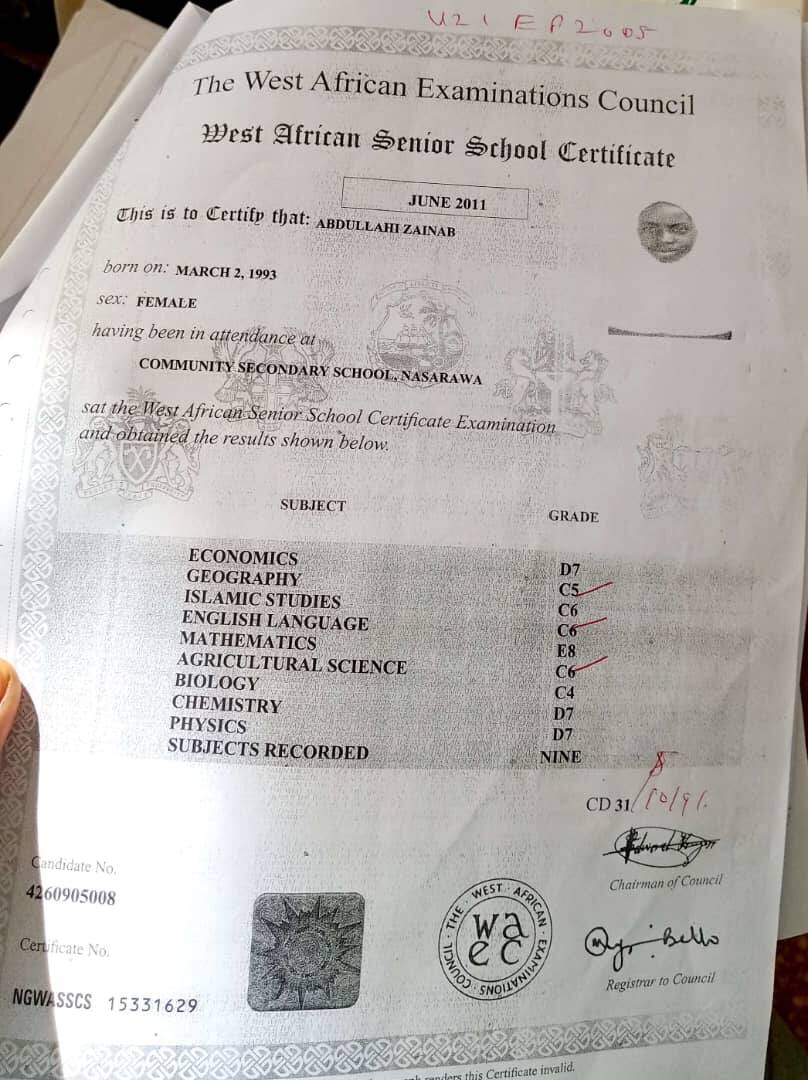 U21 EP2005
The West African Examinations Council
West African Senior School Certificate
JUNE 2011
This is to Certify that: ABDULLAHI ZAINAB
born on: MARCH 2, 1993
sex: FEMALE
having been in attendance at
COMMUNITY SECONDARY SCHOOL, NASARAWA
sat the West African Senior School Certificate Examination
and obtained the results shown below.
SUBJECT GRADE
ECONOMICS D7
GEOGRAPHY C5
ISLAMIC STUDIES C6
ENGLISH LANGUAGE C6
MATHEMATICS E8
AGRICULTURAL SCIENCE C6
BIOLOGY C4
CHEMISTRY D7
PHYSICS D7
SUBJECTS RECORDED NINE
CD 31
Chairman of Council
Candidate No.
4260905008
THE WEST AFRICAN EXAMINATIONS COUNCIL
waec
Bello
Registrar to Council
Certificate No.
NGWASSCS 15331629
renders this Certificate invalid.